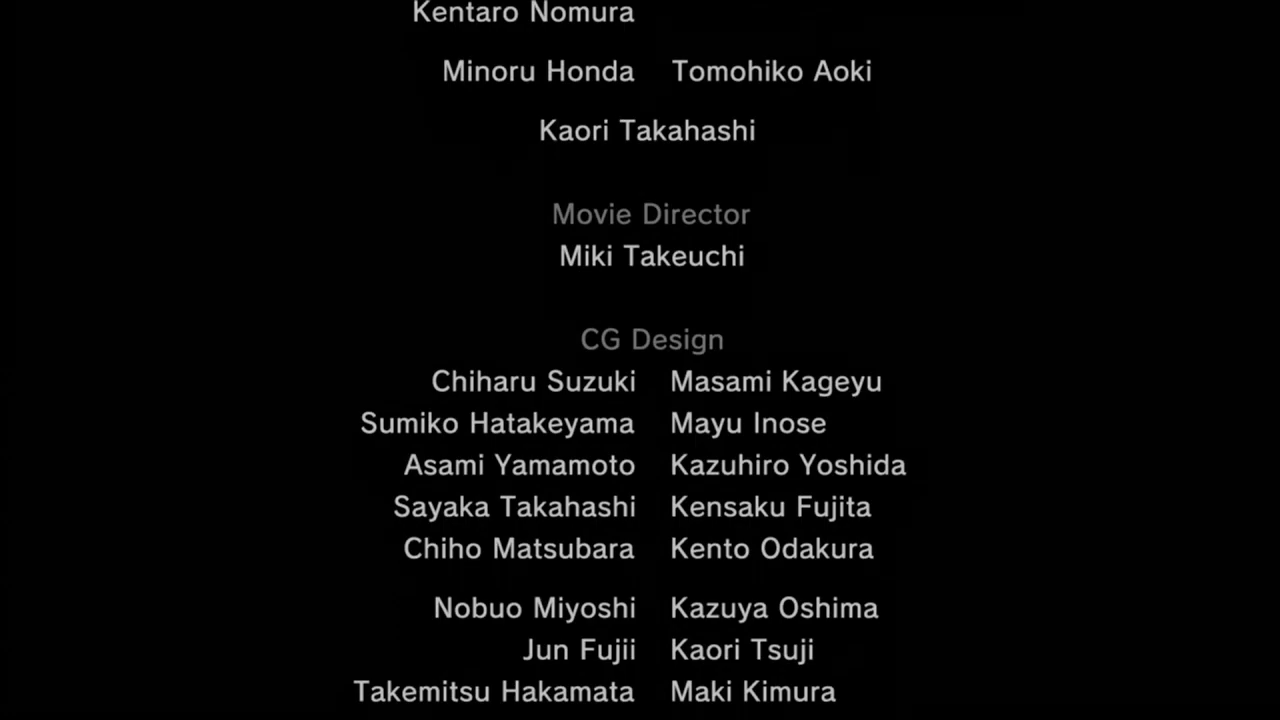 Kentaro Nomura
Minoru Honda Tomohiko Aoki
Kaori Takahashi
Movie Director
Miki Takeuchi
CG Design
Chiharu Suzuki Masami Kageyu
Sumiko Hatakeyama Mayu Inose
Asami Yamamoto Kazuhiro Yoshida
Sayaka Takahashi Kensaku Fujita
Chiho Matsubara Kento Odakura
Nobuo Miyoshi Kazuya Oshima
Jun Fujii Kaori Tsuji
Takemitsu Hakamata Maki Kimura